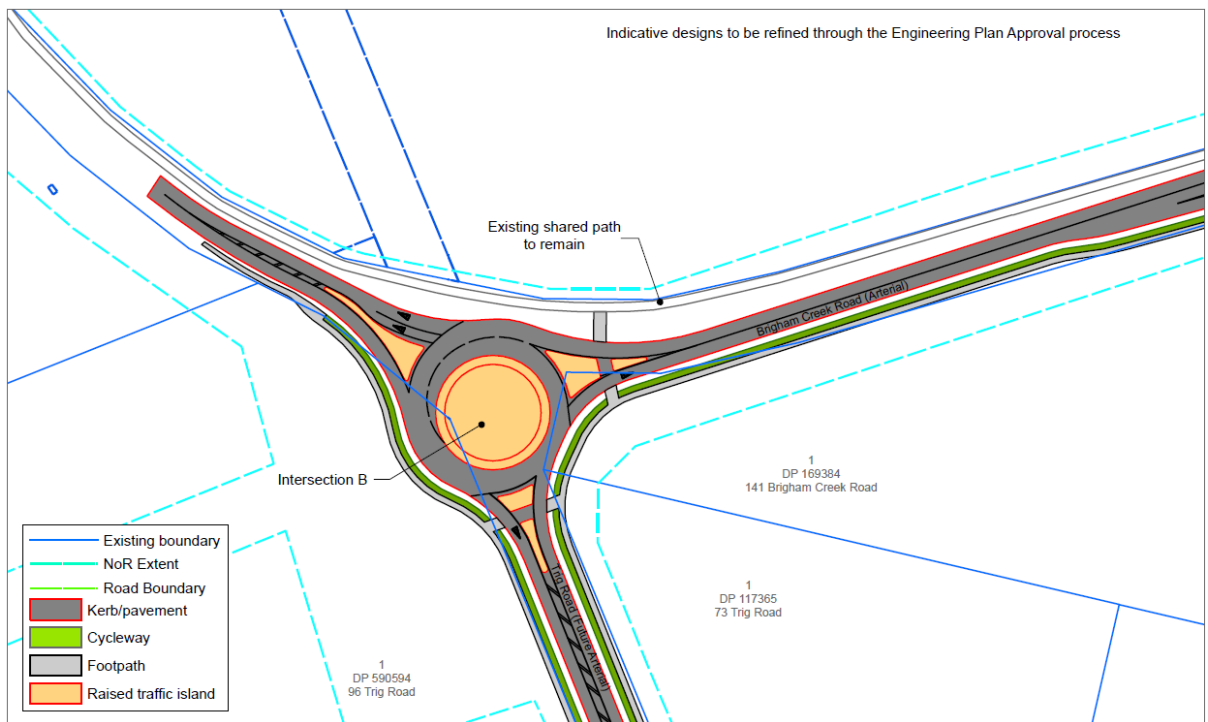 Indicative designs to be refined through the Engineering Plan Approval process
Existing shared path
to remain
Brigham Creek Road (Arterial)
Intersection B
1
DP 169384
141 Brigham Creek Road
1
DP 117365
73 Trig Road
Trig Road (Future Arterial)
1
DP 590594
96 Trig Road
Existing boundary
NoR Extent
Road Boundary
Kerb/pavement
Cycleway
Footpath
Raised traffic island